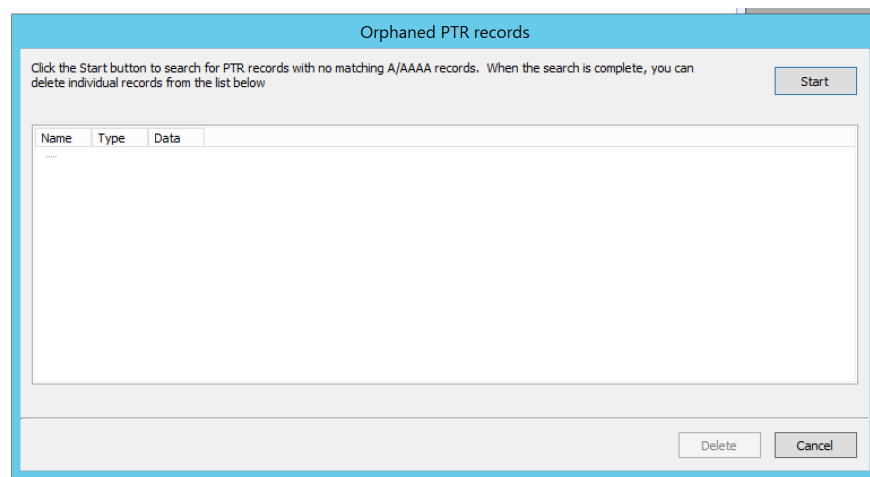 Orphaned PTR records
Click the Start button to search for PTR records with no matching A/AAAA records.  When the search is complete, you can
delete individual records from the list below
Start
Name Type Data
.....
Delete Cancel